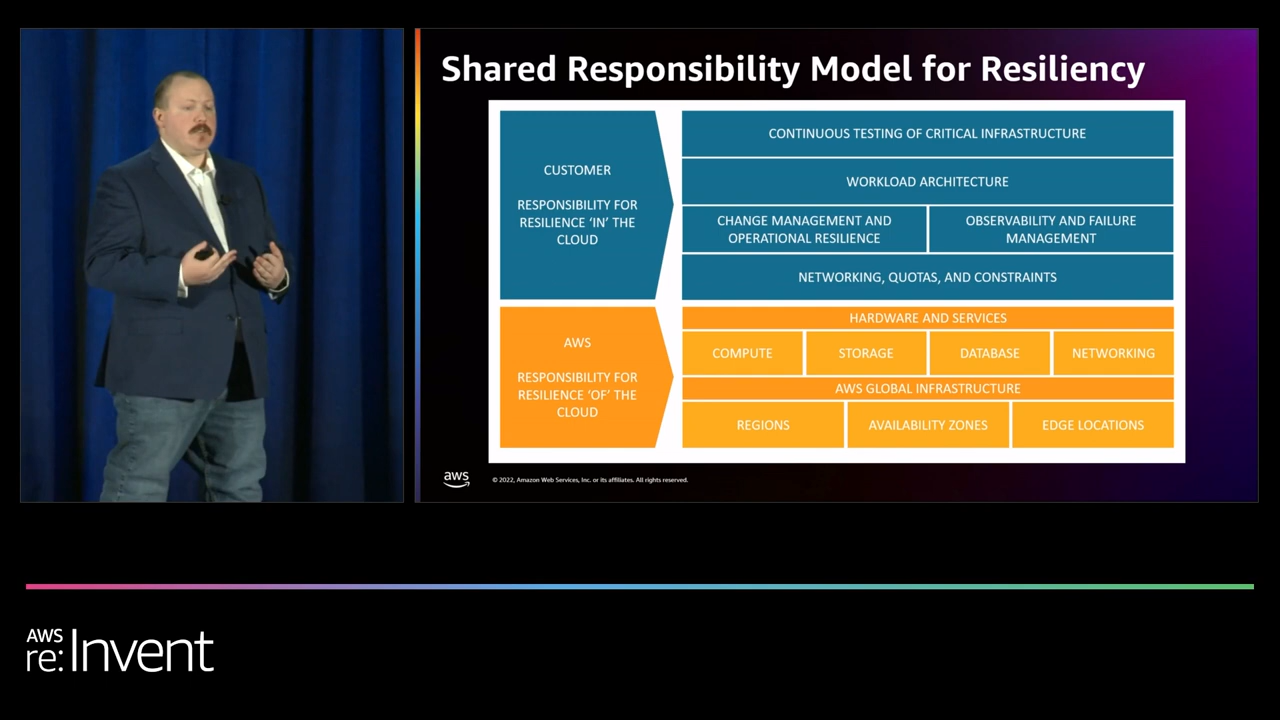 Shared Responsibility Model for Resiliency
CUSTOMER
RESPONSIBILITY FOR
RESILIENCE ‘IN’ THE
CLOUD
CONTINUOUS TESTING OF CRITICAL INFRASTRUCTURE
WORKLOAD ARCHITECTURE
CHANGE MANAGEMENT AND
OPERATIONAL RESILIENCE
OBSERVABILITY AND FAILURE
MANAGEMENT
NETWORKING, QUOTAS, AND CONSTRAINTS
AWS
RESPONSIBILITY FOR
RESILIENCE ‘OF’ THE
CLOUD
HARDWARE AND SERVICES
COMPUTE
STORAGE
DATABASE
NETWORKING
AWS GLOBAL INFRASTRUCTURE
REGIONS
AVAILABILITY ZONES
EDGE LOCATIONS
aws
© 2022, Amazon Web Services, Inc. or its affiliates. All rights reserved.
AWS
re:Invent